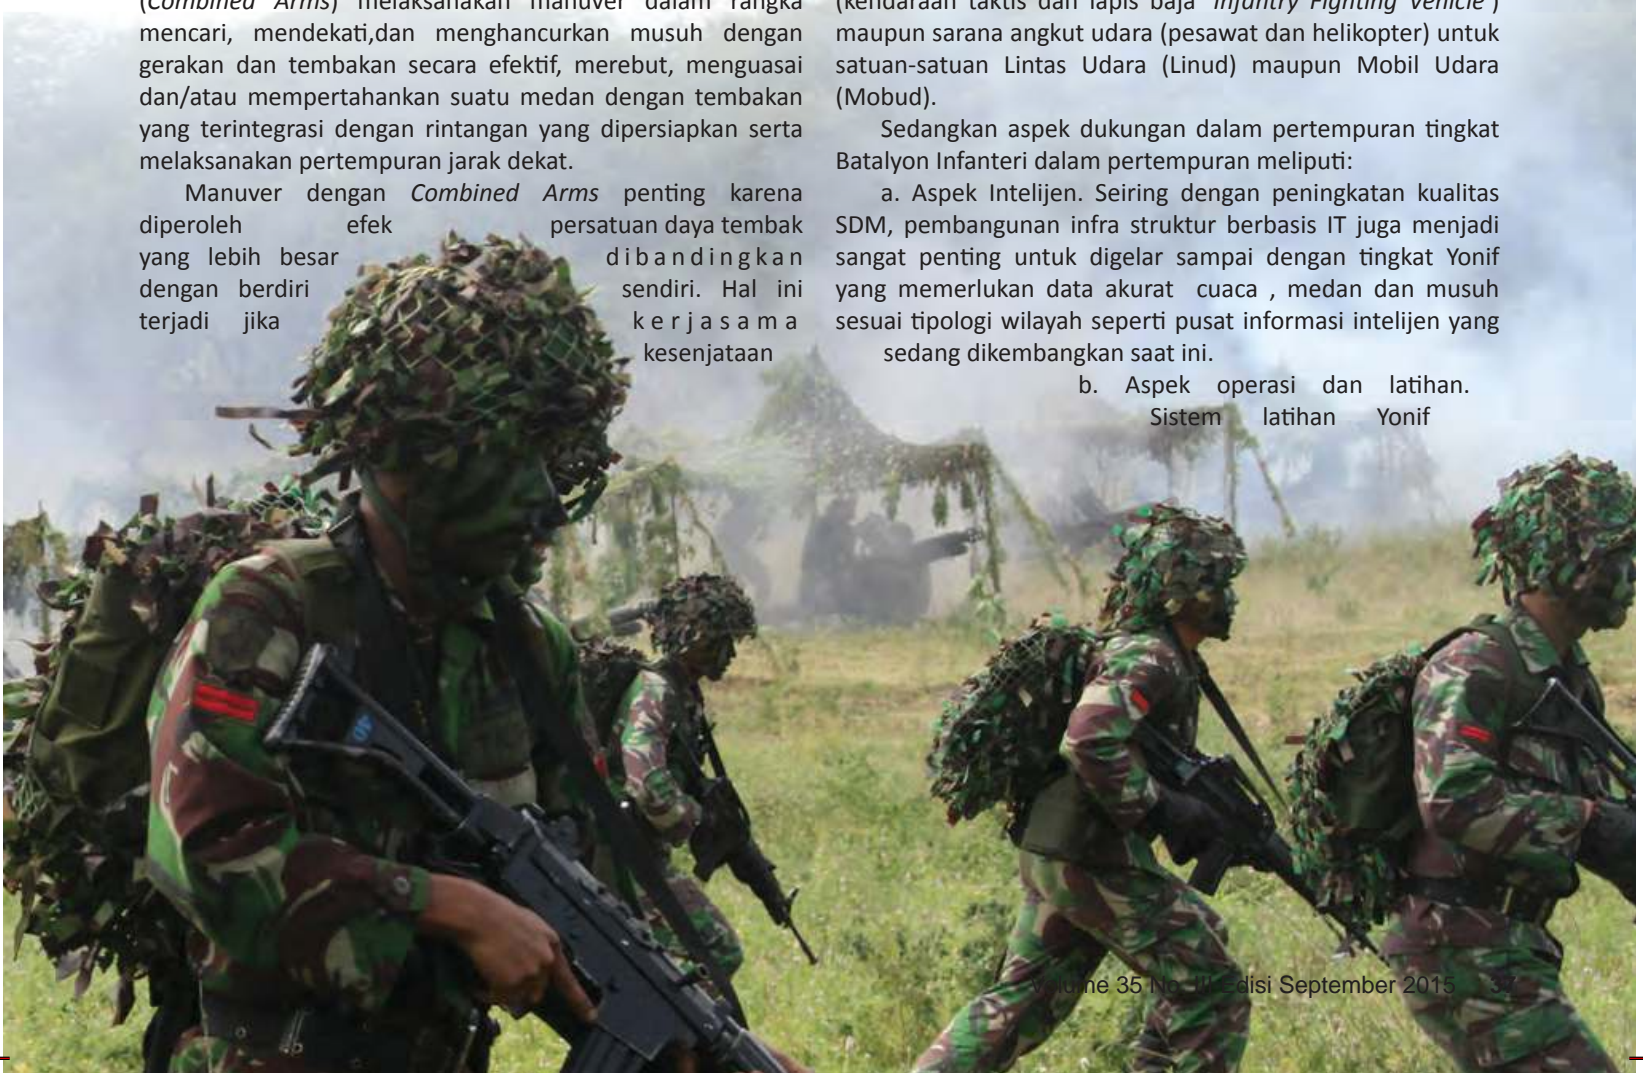 (Combined Arms) melaksanakan manuver dalam rangka
mencari, mendekati,dan menghancurkan musuh dengan
gerakan dan tembakan secara efektif, merebut, menguasai
dan/atau mempertahankan suatu medan dengan tembakan
yang terintegrasi dengan rintangan yang dipersiapkan serta
melaksanakan pertempuran jarak dekat.
Manuver dengan Combined Arms penting karena
diperoleh efek persatuan daya tembak
yang lebih besar dibandingkan
dengan berdiri sendiri. Hal ini
terjadi jika kerjasama
kesenjataan
(kendaraan taktis dan lapis baja "Infantry Fighting Vehicle")
maupun sarana angkut udara (pesawat dan helikopter) untuk
satuan-satuan Lintas Udara (Linud) maupun Mobil Udara
(Mobud).
Sedangkan aspek dukungan dalam pertempuran tingkat
Batalyon Infanteri dalam pertempuran meliputi:
a. Aspek Intelijen. Seiring dengan peningkatan kualitas
SDM, pembangunan infra struktur berbasis IT juga menjadi
sangat penting untuk digelar sampai dengan tingkat Yonif
yang memerlukan data akurat cuaca , medan dan musuh
sesuai tipologi wilayah seperti pusat informasi intelijen yang
sedang dikembangkan saat ini.
b. Aspek operasi dan latihan.
Sistem latihan Yonif
Volume 35 No. III Edisi September 2015 37